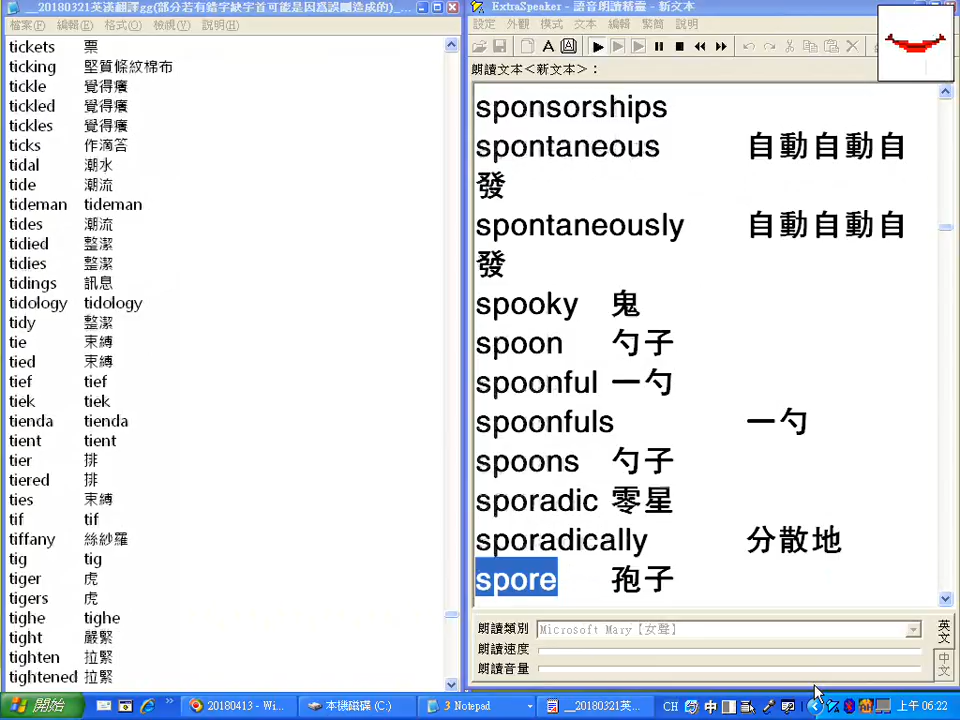 __20180321英漢翻譯gg(部分若有錯字缺字首可能是因爲誤刪造成的)_...
檔案(F) 編輯(E) 格式(O) 檢視(V) 說明(H)
tickets 票
ticking 堅質條紋棉布
tickle 覺得癢
tickled 覺得癢
tickles 覺得癢
ticks 作滴答
tidal 潮水
tide 潮流
tideman tideman
tides 潮流
tidied 整潔
tidies 整潔
tidings 訊息
tidology tidology
tidy 整潔
tie 束縛
tied 束縛
tief tief
tiek tiek
tienda tienda
tient tient
tier 排
tiered 排
ties 束縛
tif tif
tiffany 絲紗羅
tig tig
tiger 虎
tigers 虎
tighe tighe
tight 嚴緊
tighten 拉緊
tightened 拉緊
ExtraSpeaker - 語音朗讀精靈 - 新文本
設定 外觀 模式 文本 編輯 繁簡 說明
朗讀文本<新文本>：
sponsorships
spontaneous 自動自動自
發
spontaneously 自動自動自
發
spooky 鬼
spoon 勺子
spoonful 一勺
spoonfuls 一勺
spoons 勺子
sporadic 零星
sporadically 分散地
spore 孢子
朗讀類別 Microsoft Mary【女聲】
朗讀速度
朗讀音量
英文
中文
開始
20180413 - Wi...
本機磁碟 (C:)
3 Notepad
__20180321英...
CH
中
上午 06:22